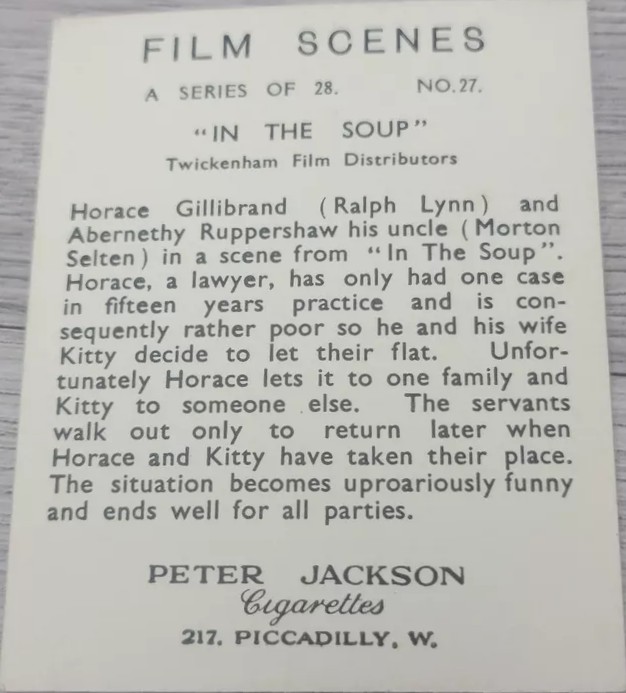 FILM SCENES
A SERIES OF 28. NO.27.
"IN THE SOUP"
Twickenham Film Distributors
Horace Gillibrand (Ralph Lynn) and
Abernethy Ruppershaw his uncle (Morton
Selten) in a scene from "In The Soup".
Horace, a lawyer, has only had one case
in fifteen years practice and is con-
sequently rather poor so he and his wife
Kitty decide to let their flat. Unfor-
tunately Horace lets it to one family and
Kitty to someone else. The servants
walk out only to return later when
Horace and Kitty have taken their place.
The situation becomes uproariously funny
and ends well for all parties.
PETER JACKSON
Cigarettes
217, PICCADILLY, W.